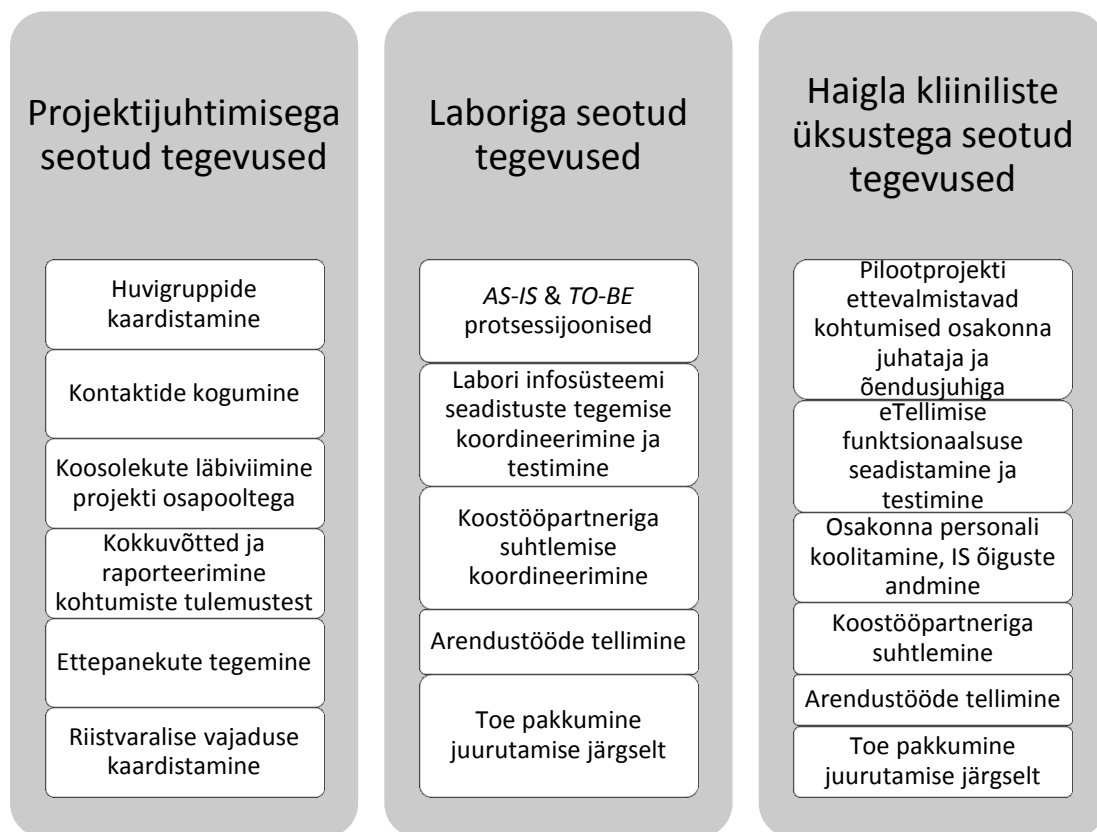 Projektijuhtimisega
seotud tegevused
Huvigruppide
kaardistamine
Kontaktide kogumine
Koosolekute läbiviimine
projekti osapooltega
Kokkuvõtted ja
raporteerimine
kohtumiste tulemustest
Ettepanekute tegemine
Riistvaralise vajaduse
kaardistamine
Laboriga seotud
tegevused
AS-IS & TO-BE
protsessijoonised
Labori infosüsteemi
seadistuste tegemise
koordineerimine ja
testimine
Koostööpartneriga
suhtlemise
koordineerimine
Arendustööde tellimine
Toe pakkumine
juurutamise järgselt
Haigla kliiniliste
üksustega seotud
tegevused
Pilootprojekti
ettevalmistavad
kohtumised osakonna
juhataja ja
õendusjuhiga
eTellimise
funktsionaalsuse
seadistamine ja
testimine
Osakonna personali
koolitamine, IS õiguste
andmine
Koostööpartneriga
suhtlemine
Arendustööde tellimine
Toe pakkumine
juurutamise järgselt